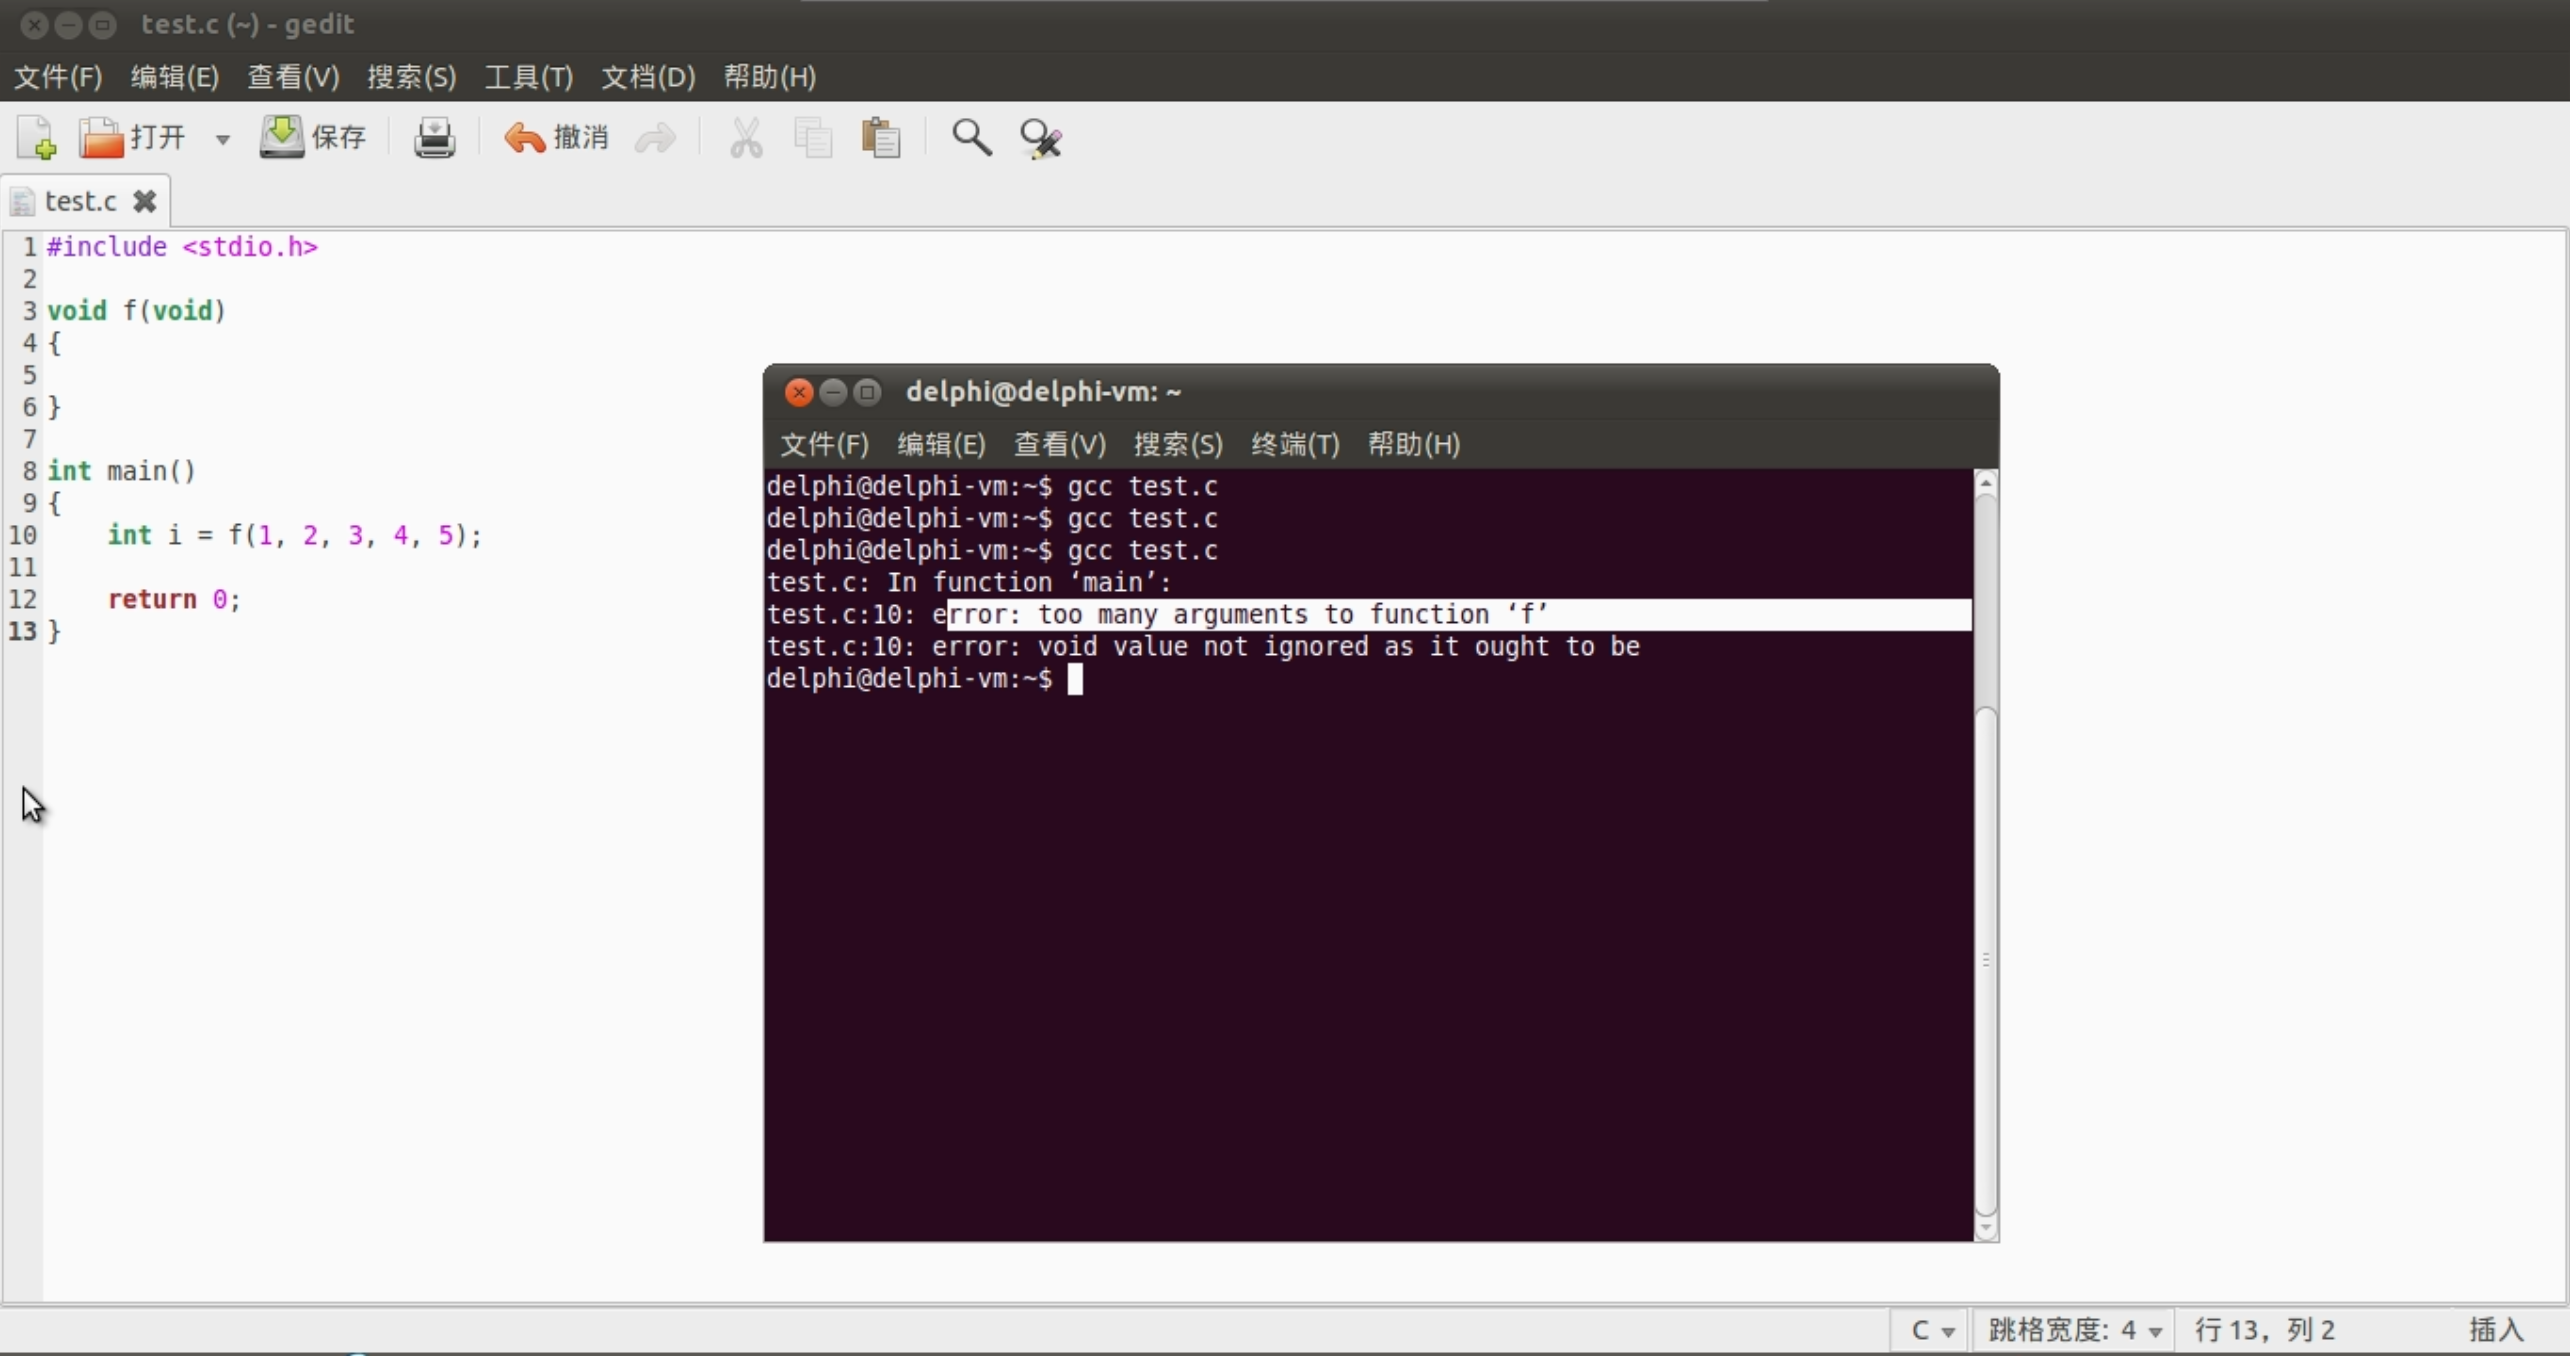 test.c (~) - gedit
文件(F) 编辑(E) 查看(V) 搜索(S) 工具(T) 文档(D) 帮助(H)
打开 保存 撤消
test.c
1 #include <stdio.h>
2
3 void f(void)
4 {
5
6 }
7
8 int main()
9 {
10     int i = f(1, 2, 3, 4, 5);
11
12     return 0;
13 }
delphi@delphi-vm: ~
文件(F) 编辑(E) 查看(V) 搜索(S) 终端(T) 帮助(H)
delphi@delphi-vm:~$ gcc test.c
delphi@delphi-vm:~$ gcc test.c
delphi@delphi-vm:~$ gcc test.c
test.c: In function ‘main’:
test.c:10: error: too many arguments to function ‘f’
test.c:10: error: void value not ignored as it ought to be
delphi@delphi-vm:~$
C 跳格宽度: 4 行 13，列 2 插入